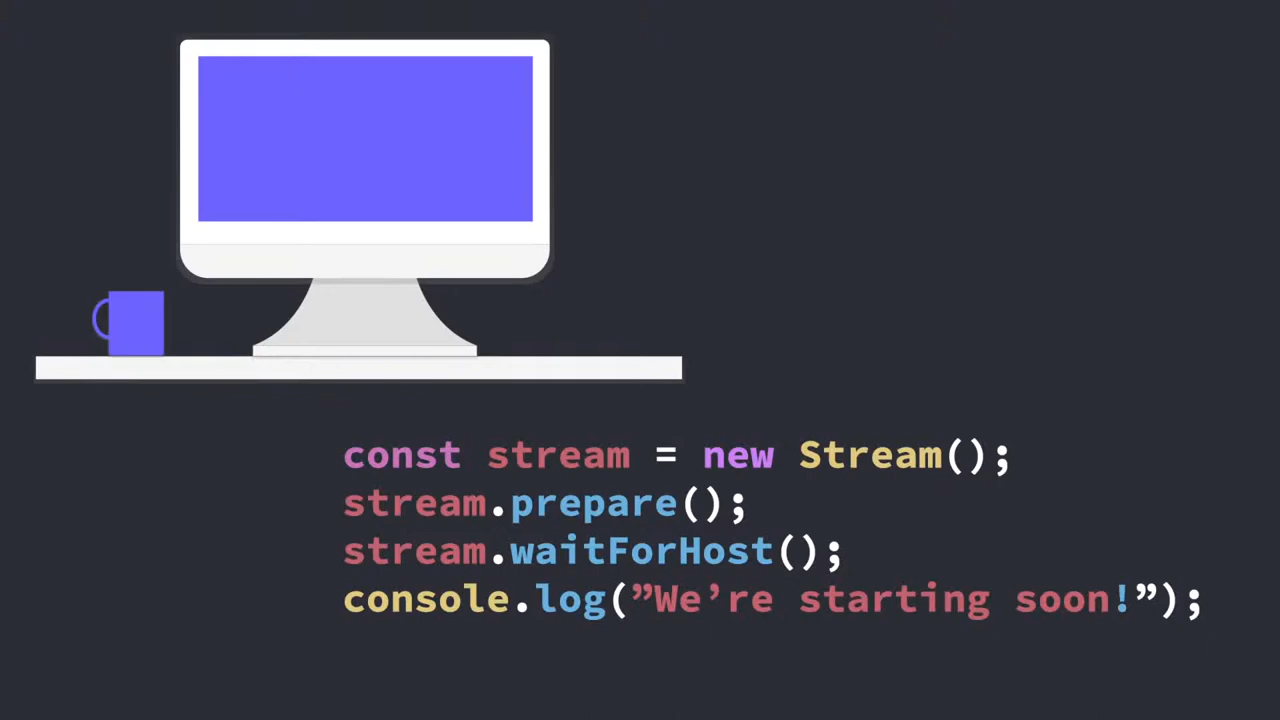 const stream = new Stream();
stream.prepare();
stream.waitForHost();
console.log(”We’re starting soon!”);